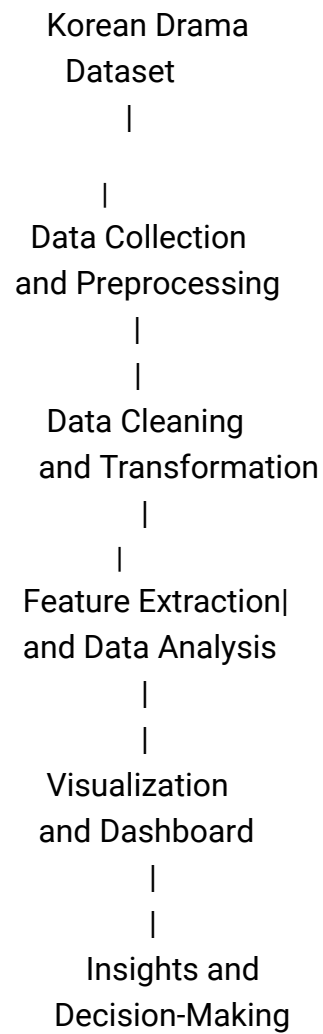 Korean Drama
Dataset
|
|
Data Collection
and Preprocessing
|
|
Data Cleaning
and Transformation
|
|
Feature Extraction|
and Data Analysis
|
|
Visualization
and Dashboard
|
|
Insights and
Decision-Making